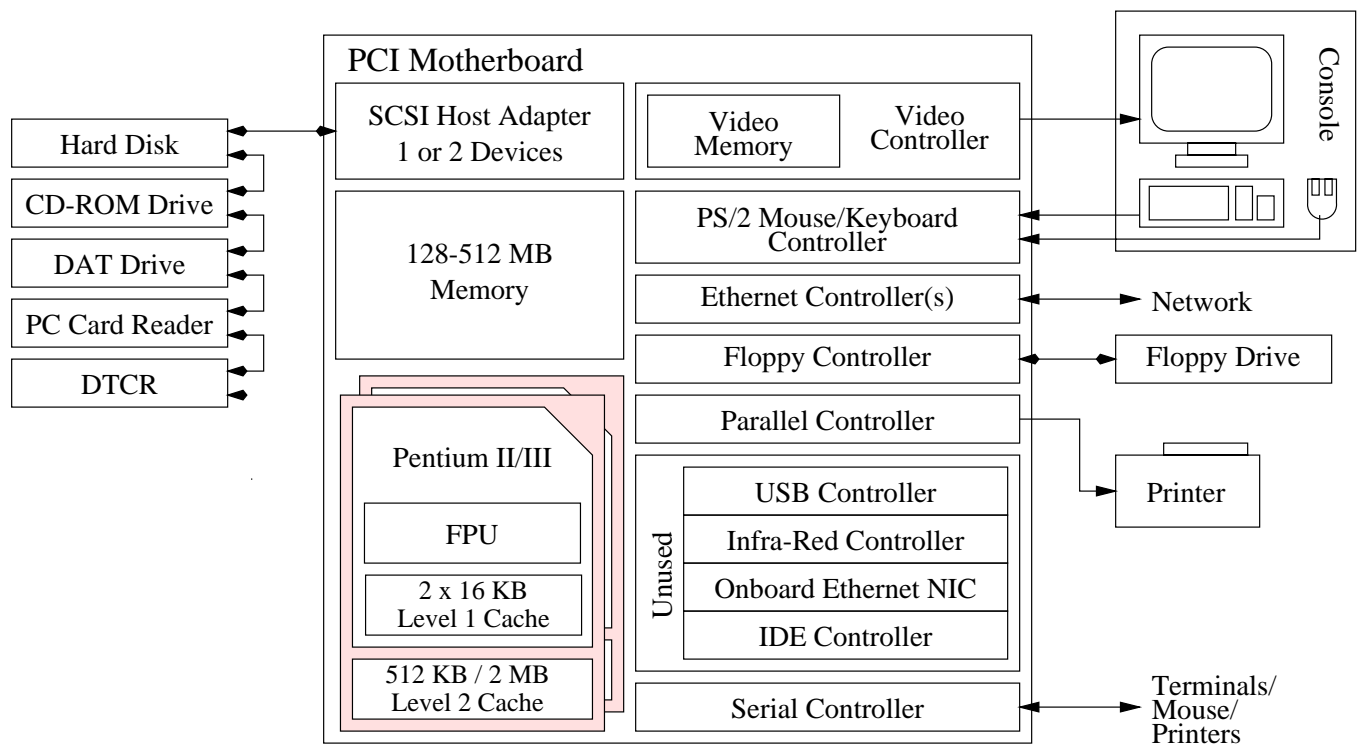 PCI Motherboard
SCSI Host Adapter
1 or 2 Devices
Video
Memory
Video
Controller
Console
Hard Disk
CD-ROM Drive
DAT Drive
PC Card Reader
DTCR
128-512 MB
Memory
PS/2 Mouse/Keyboard
Controller
Ethernet Controller(s)
Network
Floppy Controller
Floppy Drive
Parallel Controller
Printer
Pentium II/III
FPU
2 x 16 KB
Level 1 Cache
512 KB / 2 MB
Level 2 Cache
Unused
USB Controller
Infra-Red Controller
Onboard Ethernet NIC
IDE Controller
Serial Controller
Terminals/
Mouse/
Printers